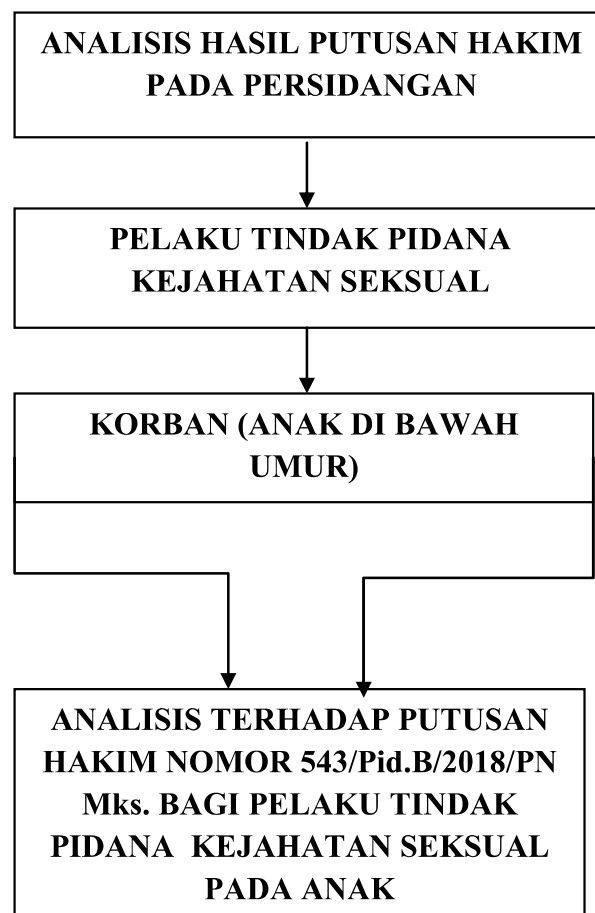 ANALISIS HASIL PUTUSAN HAKIM
PADA PERSIDANGAN
PELAKU TINDAK PIDANA
KEJAHATAN SEKSUAL
KORBAN (ANAK DI BAWAH
UMUR)
ANALISIS TERHADAP PUTUSAN
HAKIM NOMOR 543/Pid.B/2018/PN
Mks. BAGI PELAKU TINDAK
PIDANA KEJAHATAN SEKSUAL
PADA ANAK